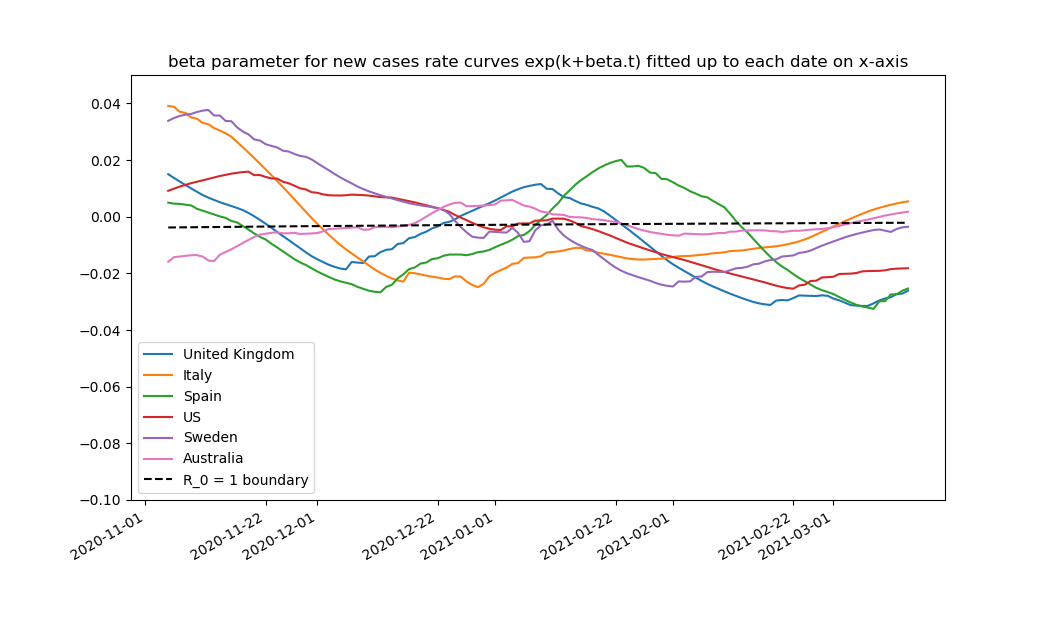 beta parameter for new cases rate curves exp(k+beta.t) fitted up to each date on x-axis
0.04
0.02
0.00
−0.02
−0.04
−0.06
−0.08
−0.10
United Kingdom
Italy
Spain
US
Sweden
Australia
R_0 = 1 boundary
2020-11-01
2020-11-22
2020-12-01
2020-12-22
2021-01-01
2021-01-22
2021-02-01
2021-02-22
2021-03-01